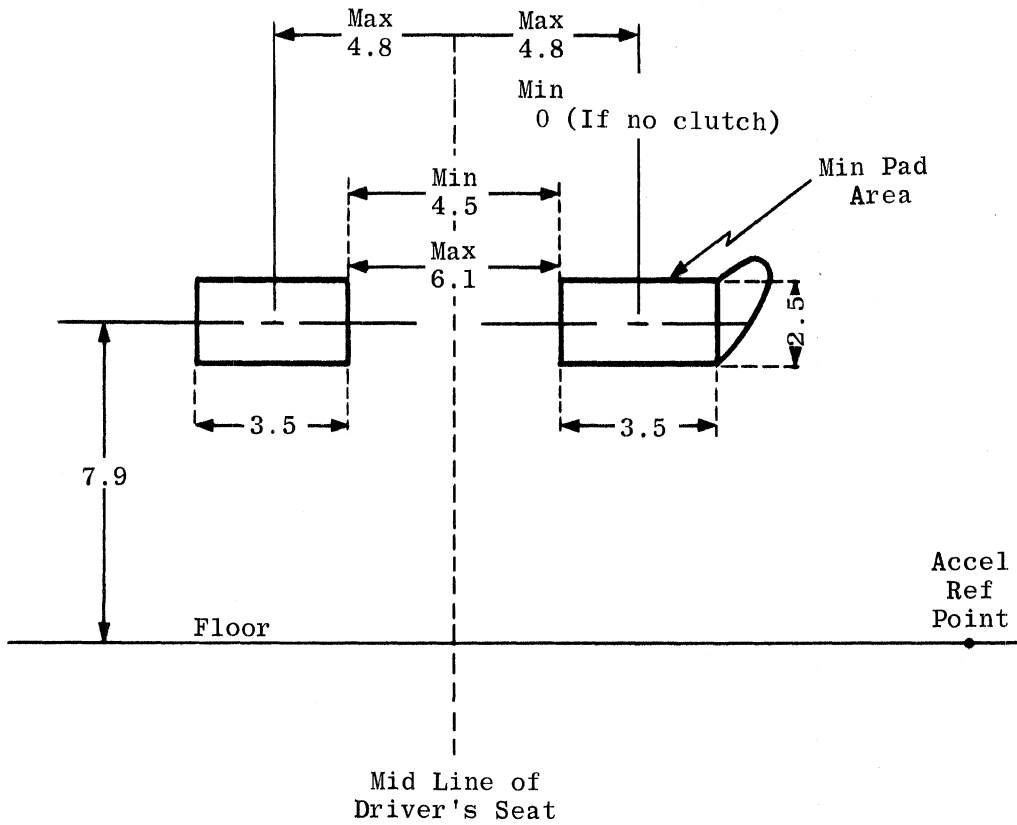 Max
4.8
Max
4.8
Min
0 (If no clutch)
Min
4.5
Min Pad
Area
Max
6.1
2.5
3.5
3.5
7.9
Accel
Ref
Point
Floor
Mid Line of
Driver's Seat